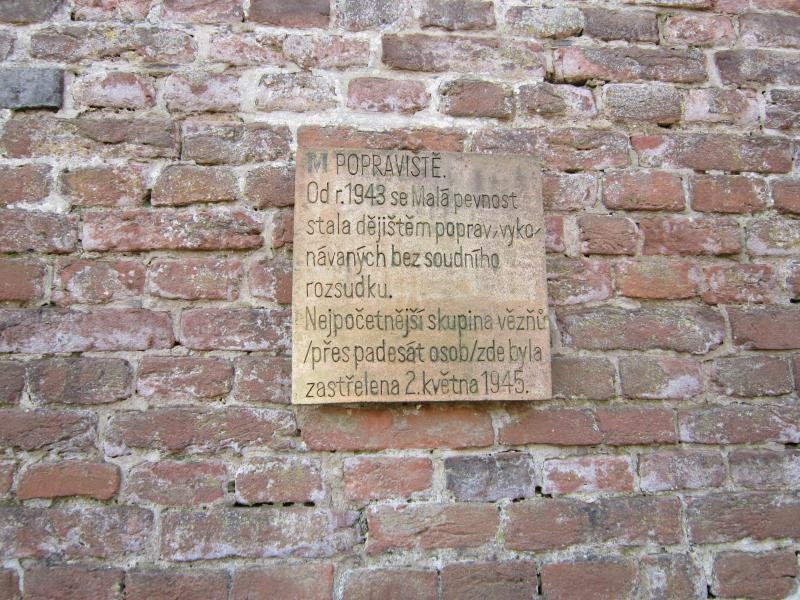 M POPRAVIŠTĚ.
Od r. 1943 se Malá pevnost
stala dějištěm poprav, vyko-
návaných bez soudního
rozsudku.
Nejpočetnější skupina vězňů
/přes padesát osob/zde byla
zastřelena 2. května 1945.